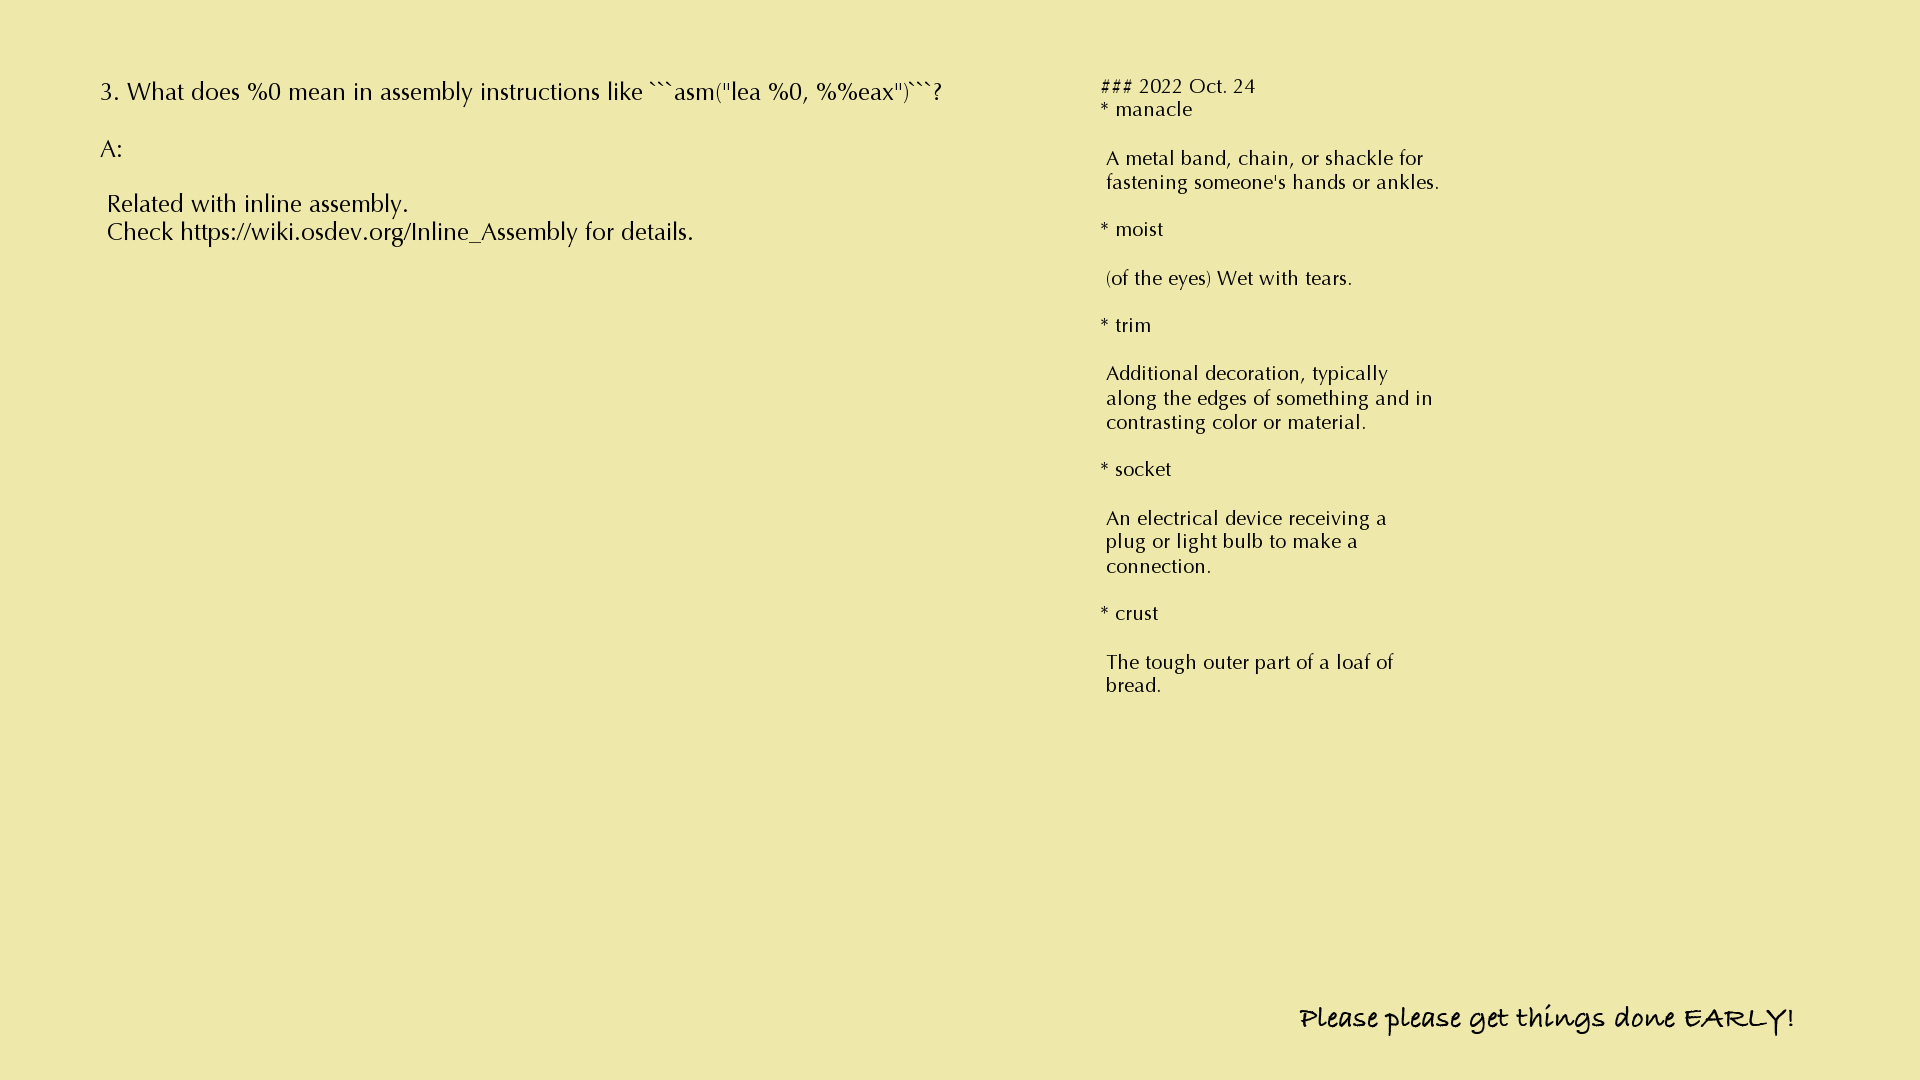 3. What does %0 mean in assembly instructions like ```asm("lea %0, %%eax")```?
A:
Related with inline assembly.
Check https://wiki.osdev.org/Inline_Assembly for details.
### 2022 Oct. 24
* manacle
A metal band, chain, or shackle for
fastening someone's hands or ankles.
* moist
(of the eyes) Wet with tears.
* trim
Additional decoration, typically
along the edges of something and in
contrasting color or material.
* socket
An electrical device receiving a
plug or light bulb to make a
connection.
* crust
The tough outer part of a loaf of
bread.
Please please get things done EARLY!